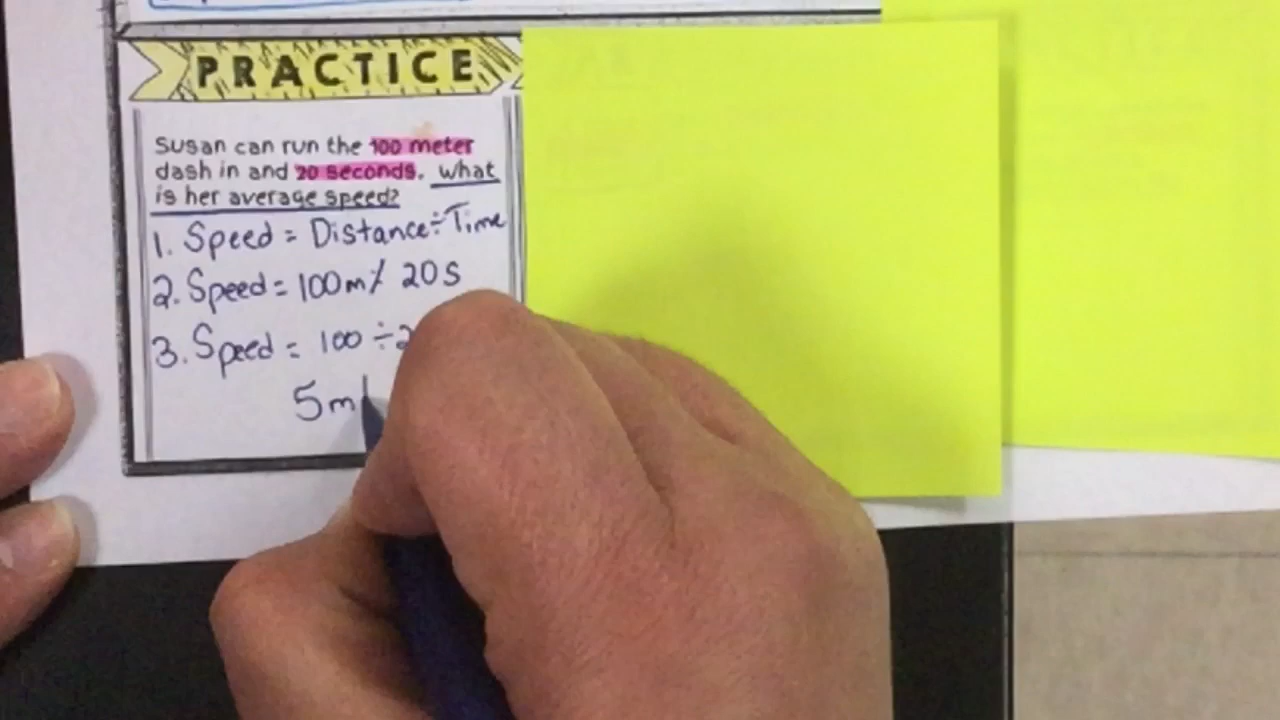 PRACTICE
Susan can run the 100 meter
dash in and 20 seconds. What
is her average speed?
1. Speed = Distance ÷ Time
2. Speed = 100m/ 20s
3. Speed = 100 ÷ 2
5m